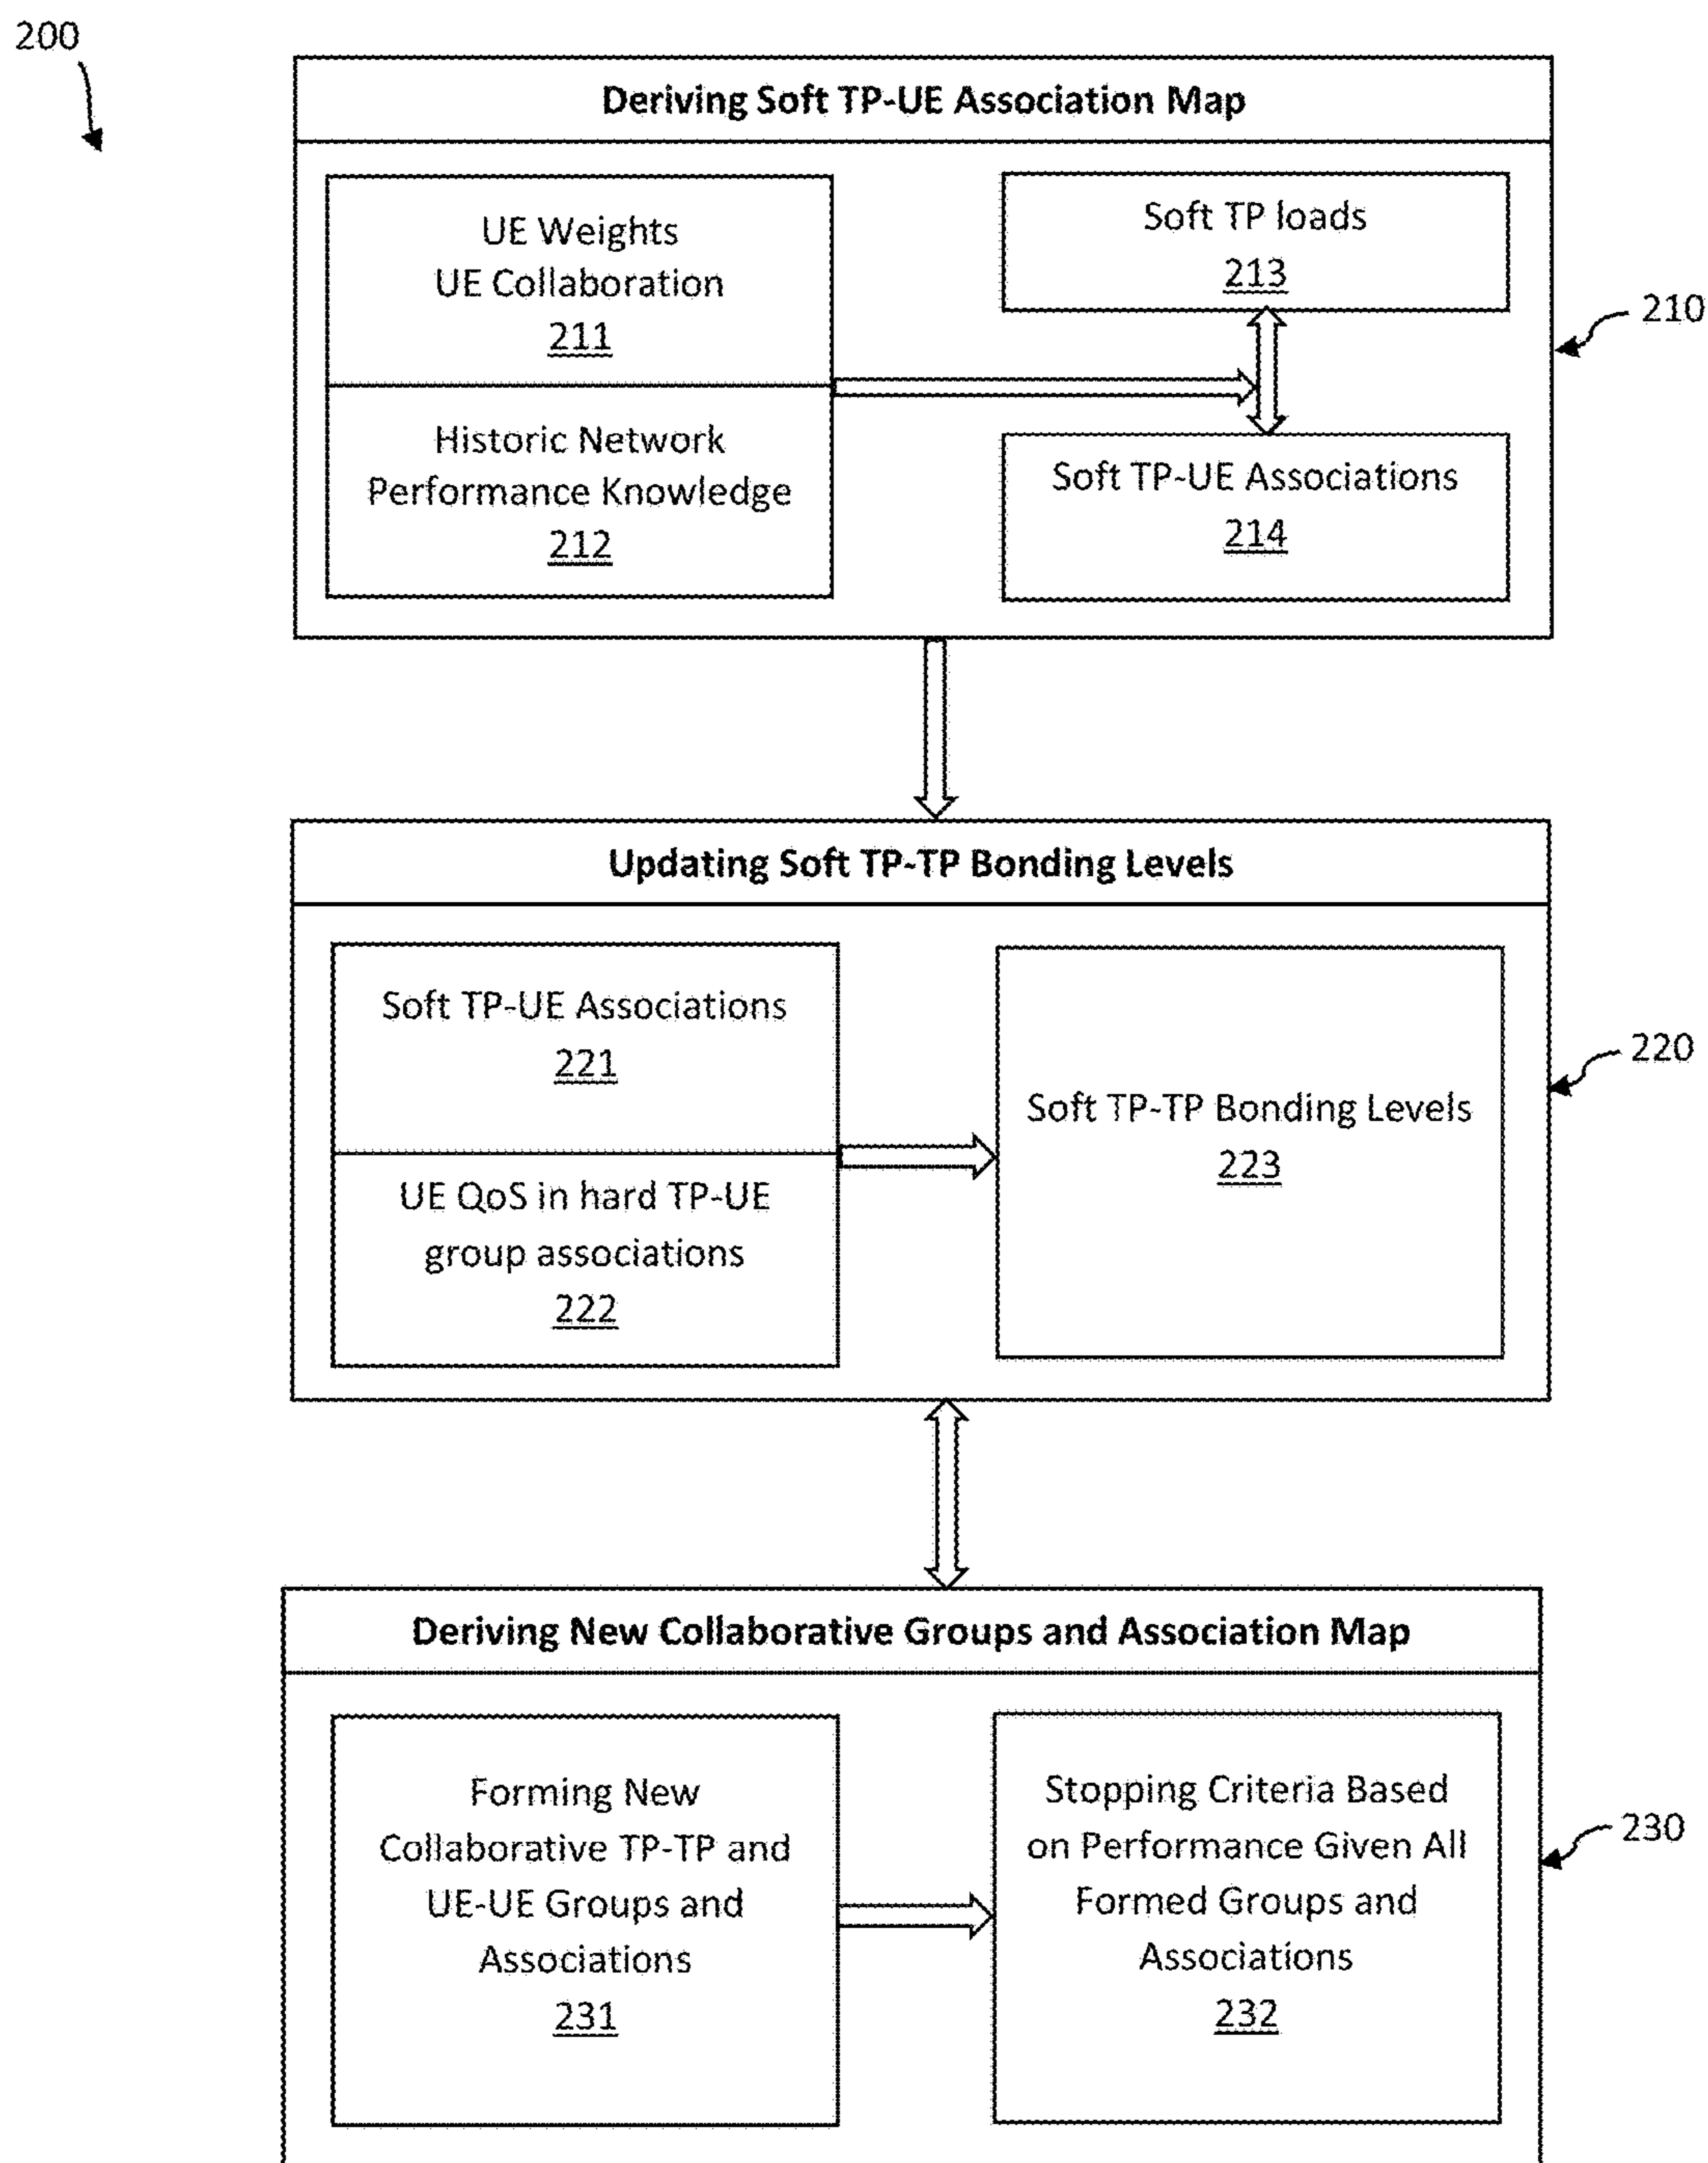 200
Deriving Soft TP-UE Association Map
UE Weights
UE Collaboration
211
Historic Network
Performance Knowledge
212
Soft TP loads
213
Soft TP-UE Associations
214
210
Updating Soft TP-TP Bonding Levels
Soft TP-UE Associations
221
UE QoS in hard TP-UE
group associations
222
Soft TP-TP Bonding Levels
223
220
Deriving New Collaborative Groups and Association Map
Forming New
Collaborative TP-TP and
UE-UE Groups and
Associations
231
Stopping Criteria Based
on Performance Given All
Formed Groups and
Associations
232
230